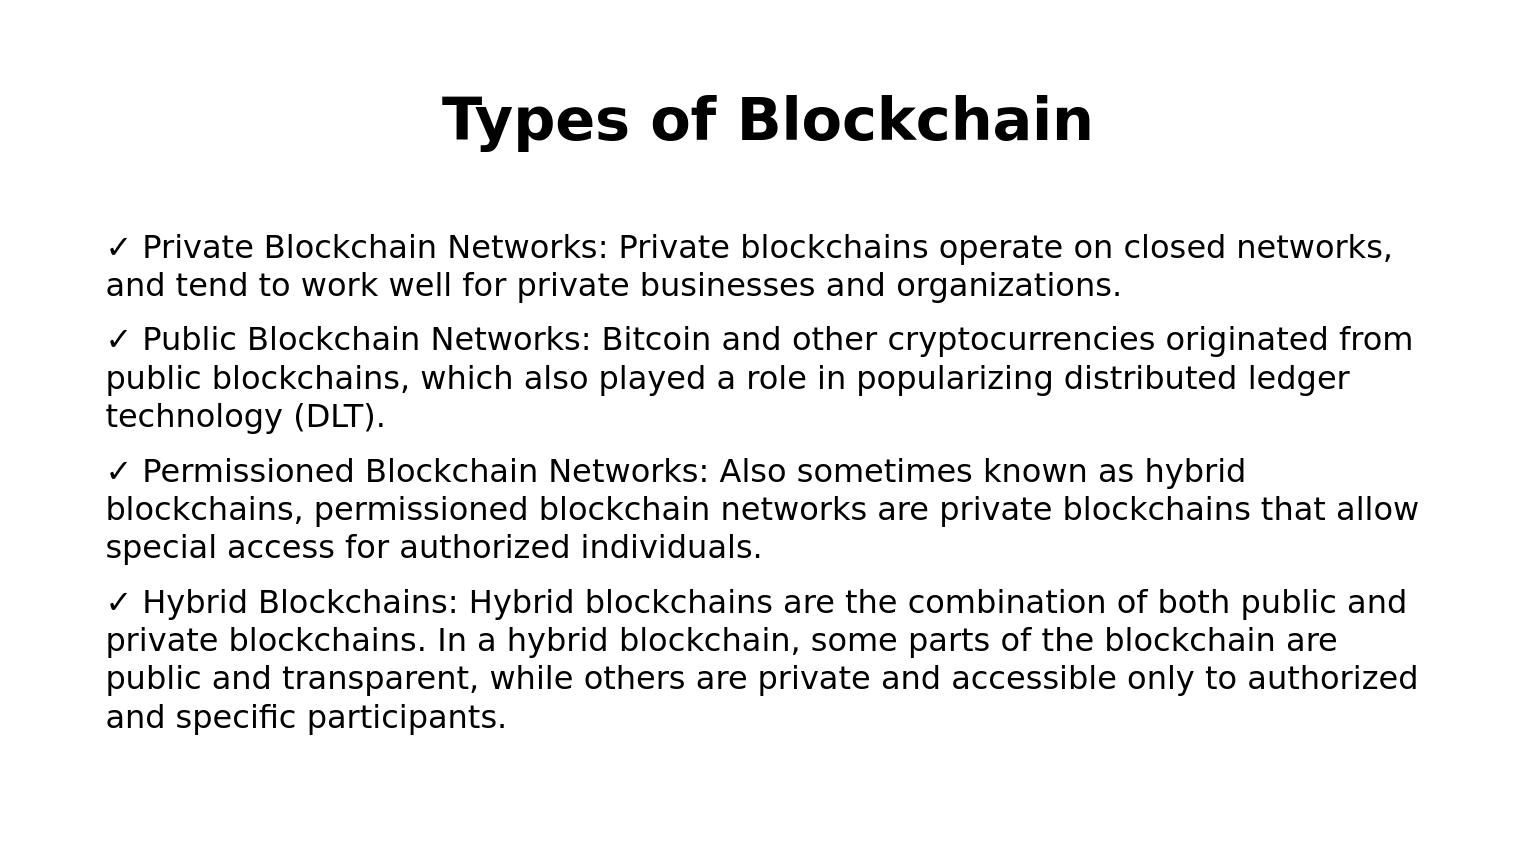 Types of Blockchain
✓ Private Blockchain Networks: Private blockchains operate on closed networks,
and tend to work well for private businesses and organizations.
✓ Public Blockchain Networks: Bitcoin and other cryptocurrencies originated from
public blockchains, which also played a role in popularizing distributed ledger
technology (DLT).
✓ Permissioned Blockchain Networks: Also sometimes known as hybrid
blockchains, permissioned blockchain networks are private blockchains that allow
special access for authorized individuals.
✓ Hybrid Blockchains: Hybrid blockchains are the combination of both public and
private blockchains. In a hybrid blockchain, some parts of the blockchain are
public and transparent, while others are private and accessible only to authorized
and specific participants.